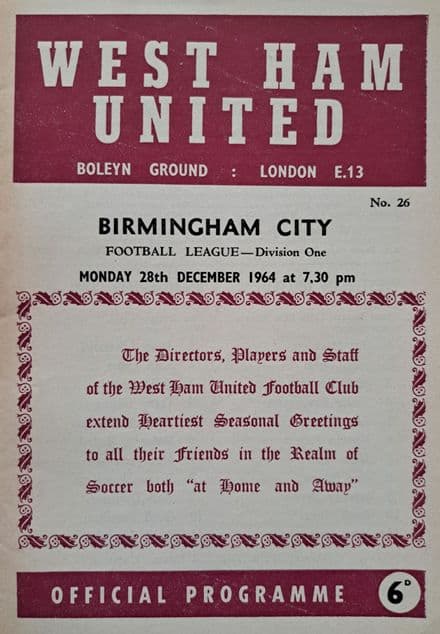 WEST HAM
UNITED
BOLEYN GROUND : LONDON E.13
No. 26
BIRMINGHAM CITY
FOOTBALL LEAGUE—Division One
MONDAY 28th DECEMBER 1964 at 7,30 pm
The Directors, Players and Staff
of the West Ham United Football Club
extend Heartiest Seasonal Greetings
to all their Friends in the Realm of
Soccer both "at Home and Away"
OFFICIAL PROGRAMME 6D